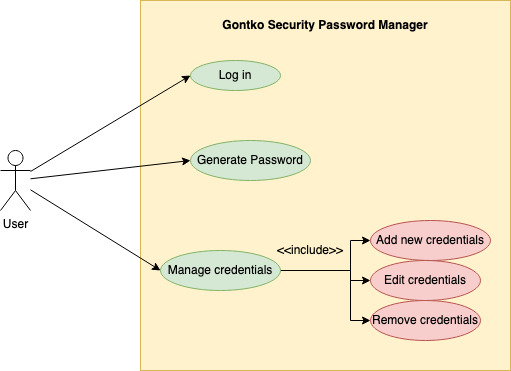 Gontko Security Password Manager
Log in
Generate Password
User
Manage credentials
<<include>>
Add new credentials
Edit credentials
Remove credentials